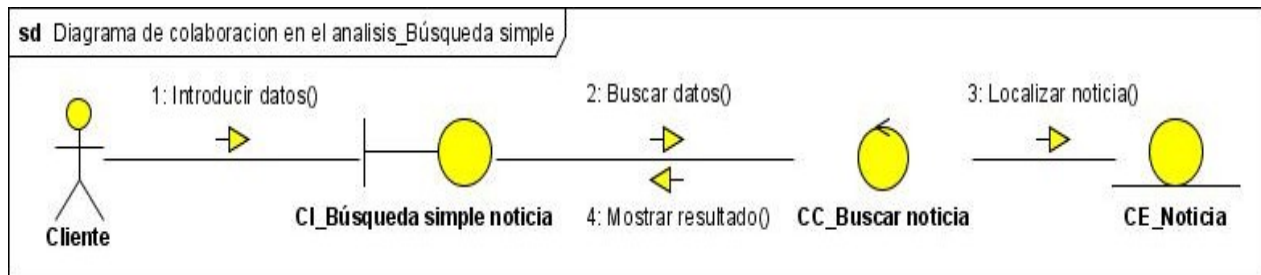 sd Diagrama de colaboracion en el analisis_Búsqueda simple
1: Introducir datos()
2: Buscar datos()
3: Localizar noticia()
4: Mostrar resultado()
Cliente
CI_Búsqueda simple noticia
CC_Buscar noticia
CE_Noticia